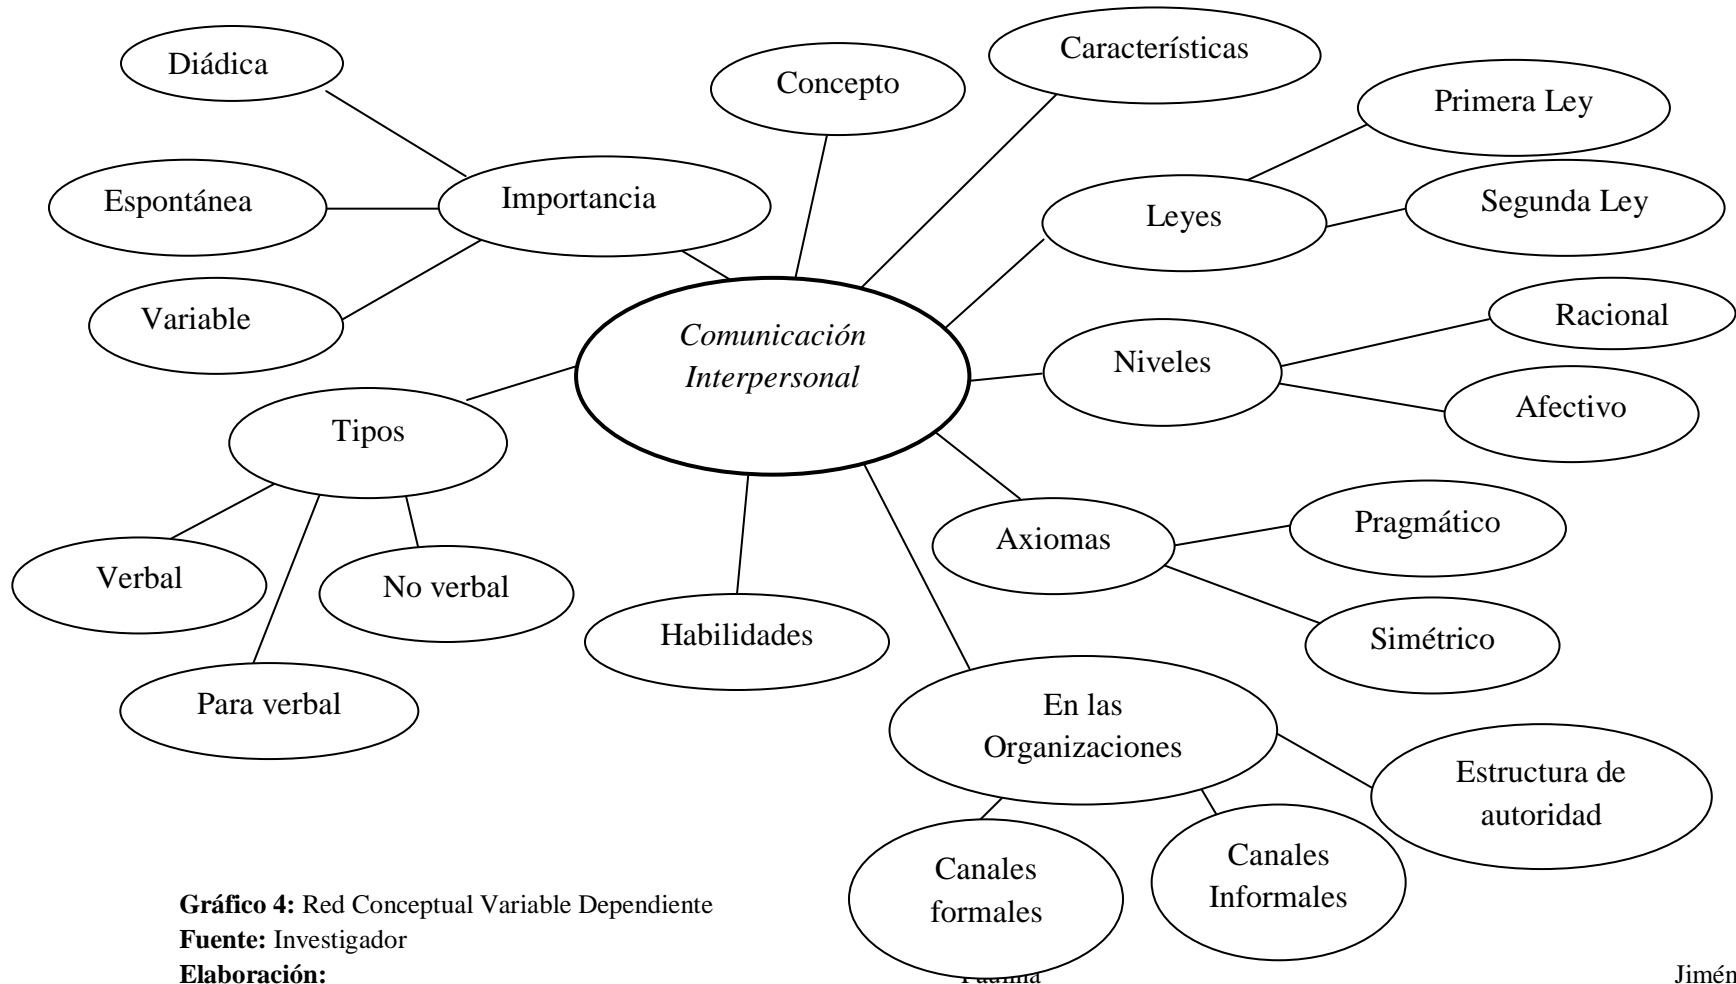 Diádica
Concepto
Características
Primera Ley
Espontánea
Importancia
Leyes
Segunda Ley
Variable
Comunicación
Interpersonal
Niveles
Racional
Afectivo
Tipos
Axiomas
Pragmático
Verbal
No verbal
Habilidades
Simétrico
Para verbal
En las
Organizaciones
Estructura de
autoridad
Canales
formales
Canales
Informales
Gráfico 4: Red Conceptual Variable Dependiente
Fuente: Investigador
Elaboración: